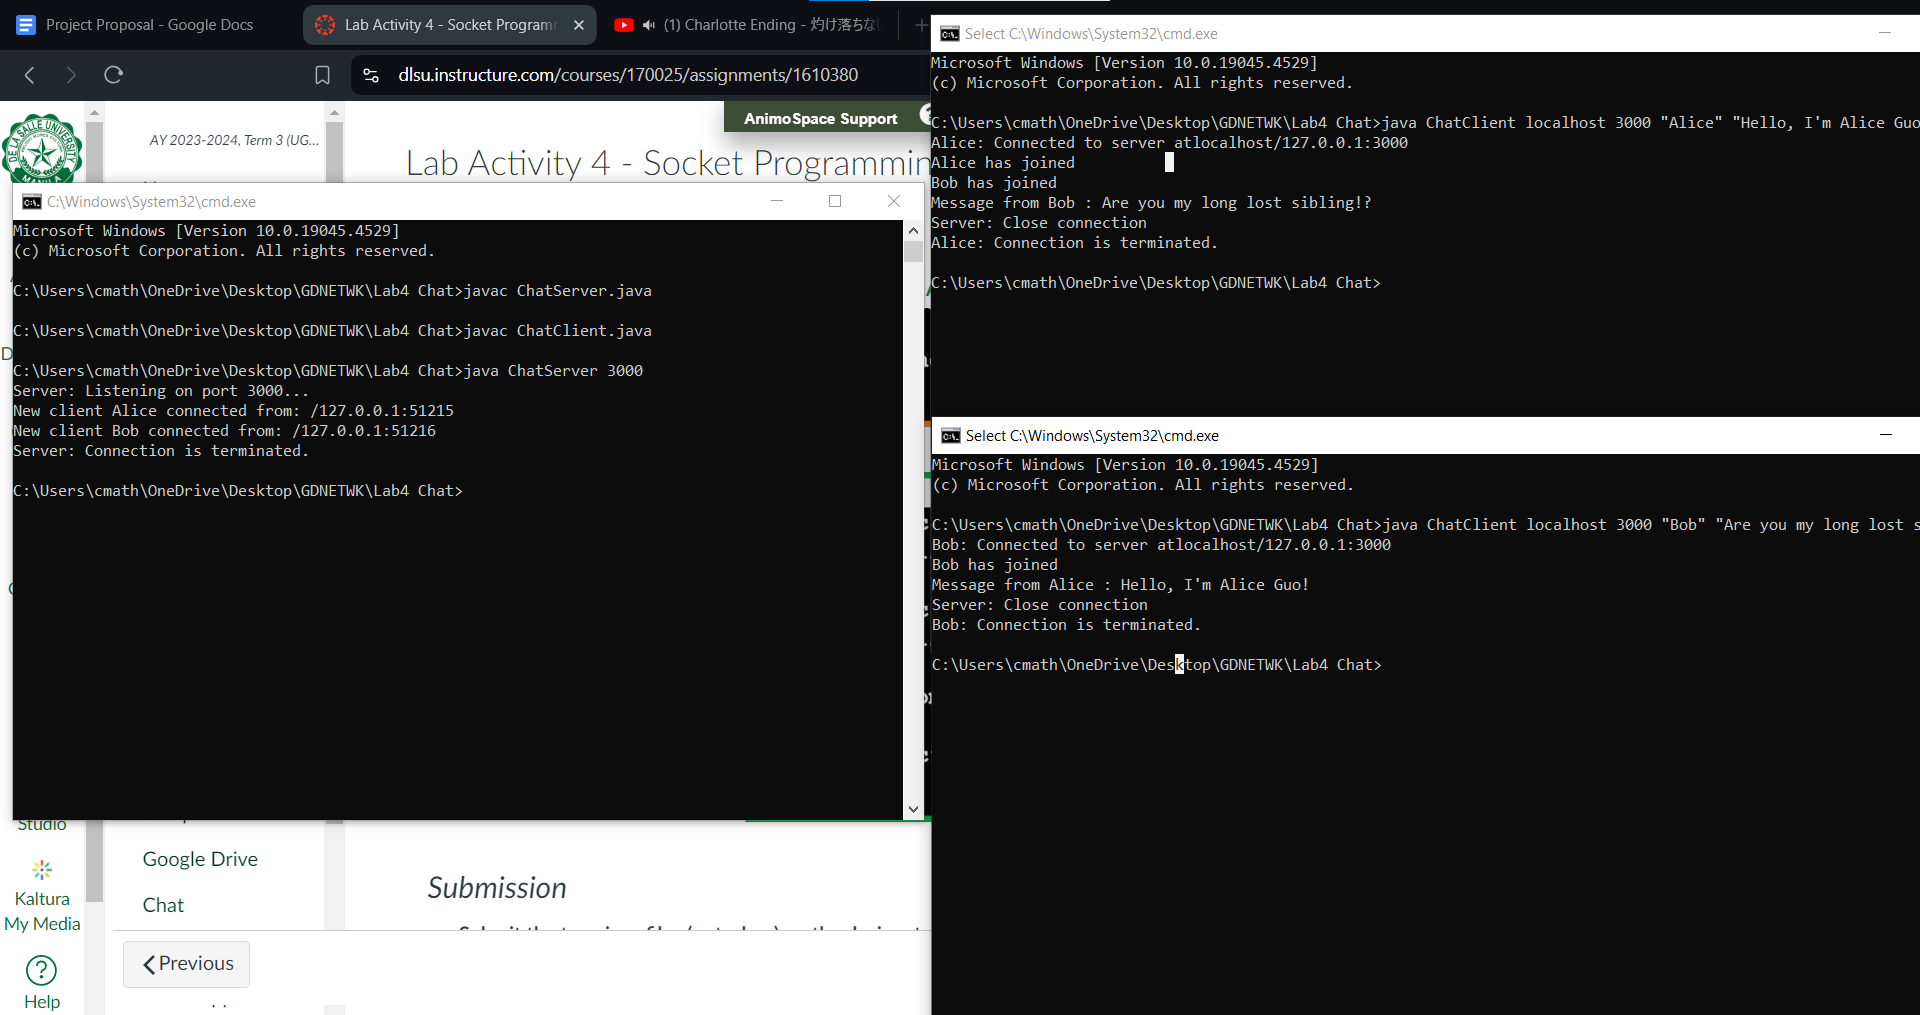 Project Proposal - Google Docs
Lab Activity 4 - Socket Programm
(1) Charlotte Ending - 灼け落ちな
dlsu.instructure.com/courses/170025/assignments/1610380
DE LA SALLE UNIVERSITY
MANILA
AY 2023-2024, Term 3 (UG...
AnimoSpace Support
Lab Activity 4 - Socket Programmin
C:\Windows\System32\cmd.exe
Microsoft Windows [Version 10.0.19045.4529]
(c) Microsoft Corporation. All rights reserved.
C:\Users\cmath\OneDrive\Desktop\GDNETWK\Lab4 Chat>javac ChatServer.java
C:\Users\cmath\OneDrive\Desktop\GDNETWK\Lab4 Chat>javac ChatClient.java
C:\Users\cmath\OneDrive\Desktop\GDNETWK\Lab4 Chat>java ChatServer 3000
Server: Listening on port 3000...
New client Alice connected from: /127.0.0.1:51215
New client Bob connected from: /127.0.0.1:51216
Server: Connection is terminated.
C:\Users\cmath\OneDrive\Desktop\GDNETWK\Lab4 Chat>
Studio
Kaltura
My Media
Help
Google Drive
Chat
Previous
Submission
Select C:\Windows\System32\cmd.exe
Microsoft Windows [Version 10.0.19045.4529]
(c) Microsoft Corporation. All rights reserved.
C:\Users\cmath\OneDrive\Desktop\GDNETWK\Lab4 Chat>java ChatClient localhost 3000 "Alice" "Hello, I'm Alice Guo
Alice: Connected to server atlocalhost/127.0.0.1:3000
Alice has joined
Bob has joined
Message from Bob : Are you my long lost sibling!?
Server: Close connection
Alice: Connection is terminated.
C:\Users\cmath\OneDrive\Desktop\GDNETWK\Lab4 Chat>
Select C:\Windows\System32\cmd.exe
Microsoft Windows [Version 10.0.19045.4529]
(c) Microsoft Corporation. All rights reserved.
C:\Users\cmath\OneDrive\Desktop\GDNETWK\Lab4 Chat>java ChatClient localhost 3000 "Bob" "Are you my long lost s
Bob: Connected to server atlocalhost/127.0.0.1:3000
Bob has joined
Message from Alice : Hello, I'm Alice Guo!
Server: Close connection
Bob: Connection is terminated.
C:\Users\cmath\OneDrive\Desktop\GDNETWK\Lab4 Chat>